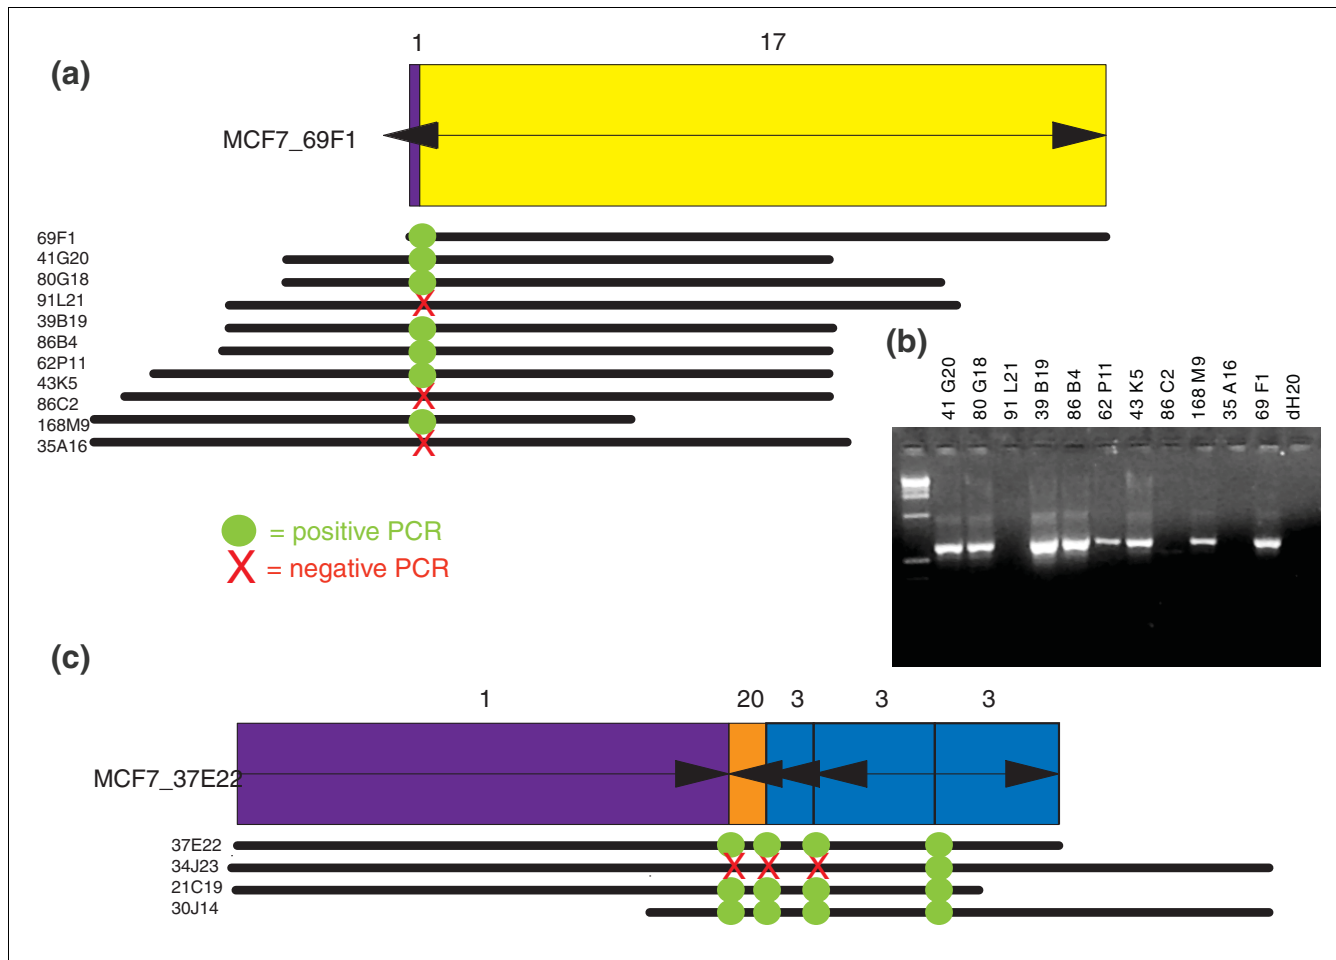 (a)
1 17
MCF7_69F1
69F1
41G20
80G18
91L21
39B19
86B4
62P11
43K5
86C2
168M9
35A16
= positive PCR
= negative PCR
(b)
41 G20
80 G18
91 L21
39 B19
86 B4
62 P11
43 K5
86 C2
168 M9
35 A16
69 F1
dH20
(c)
1 20 3 3 3
MCF7_37E22
37E22
34J23
21C19
30J14